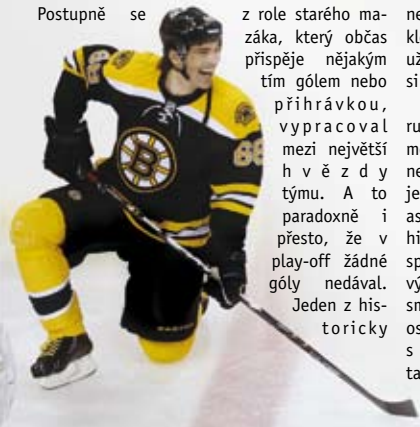 Postupně se z role starého ma-
záka, který občas
přispěje nějakým
tím gólem nebo
přihrávkou,
vypracoval
mezi největší
hvězdy
týmu. A to
paradoxně i
přesto, že v
play-off žádné
góly nedával.
Jeden z his-
toricky
ne
kl
už
si
ru
ne
je
as
hi
sp
vý
sm
os
s
ta
B
68